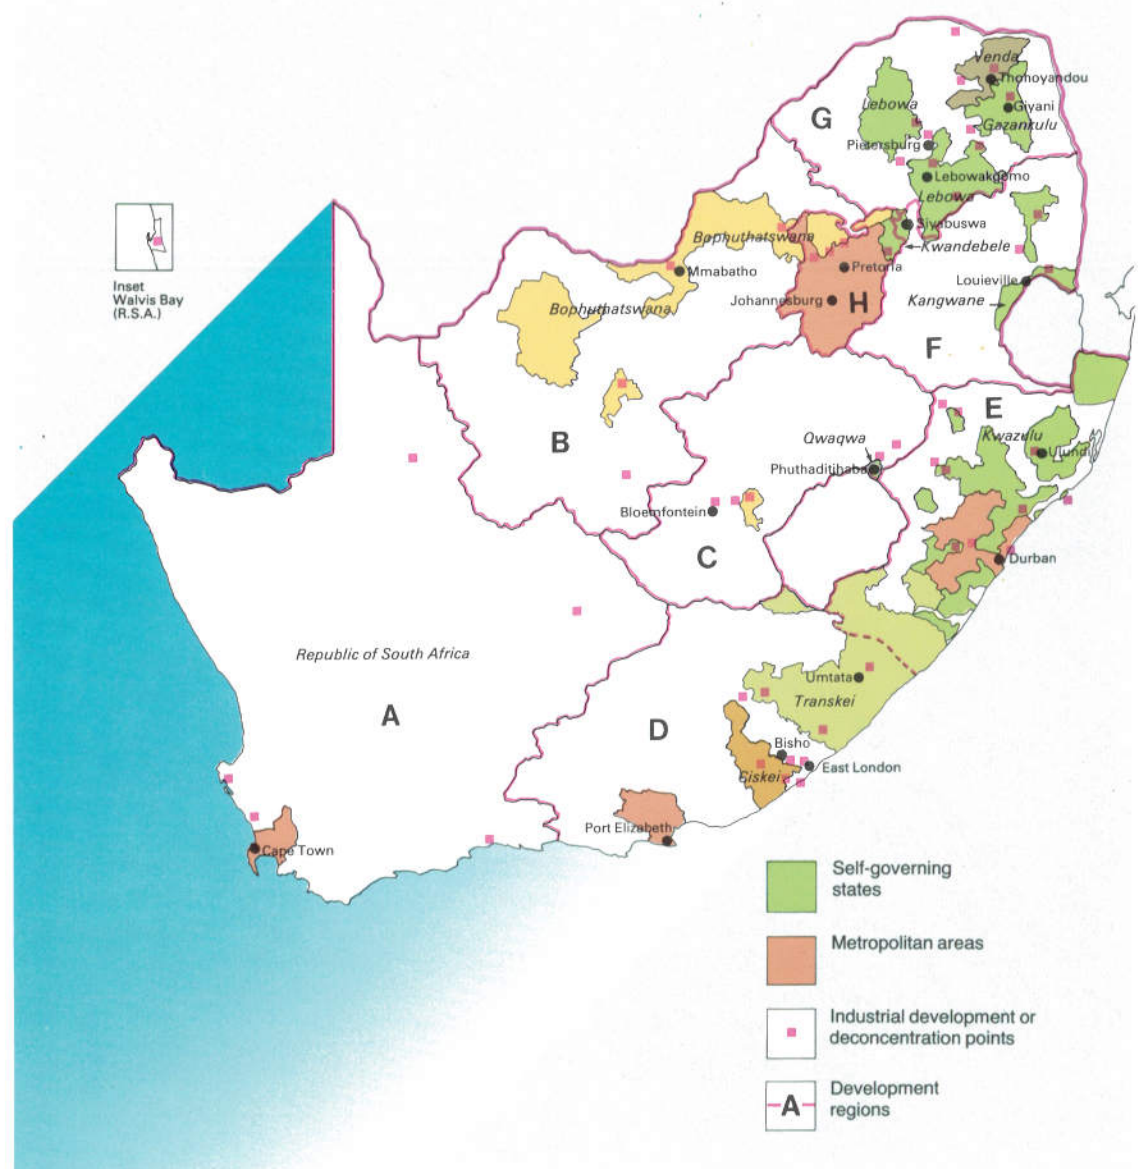 Venda
Thohoyandou
Lebowa
Giyani
G
Gazankulu
Pietersburg
Lebowakgomo
Lebowa
Siyabuswa
Bophuthatswana
Kwandebele
Mmabatho
Pretoria
Louieville
Inset
Walvis Bay
(R.S.A.)
Johannesburg
H
Kangwane
Bophuthatswana
F
E
Qwaqwa
Kwazulu
B
Ulundi
Phuthaditjhaba
Bloemfontein
C
Durban
Republic of South Africa
Umtata
Transkei
A
D
Bisho
East London
Ciskei
Port Elizabeth
Cape Town
Self-governing
states
Metropolitan areas
Industrial development or
deconcentration points
A
Development
regions